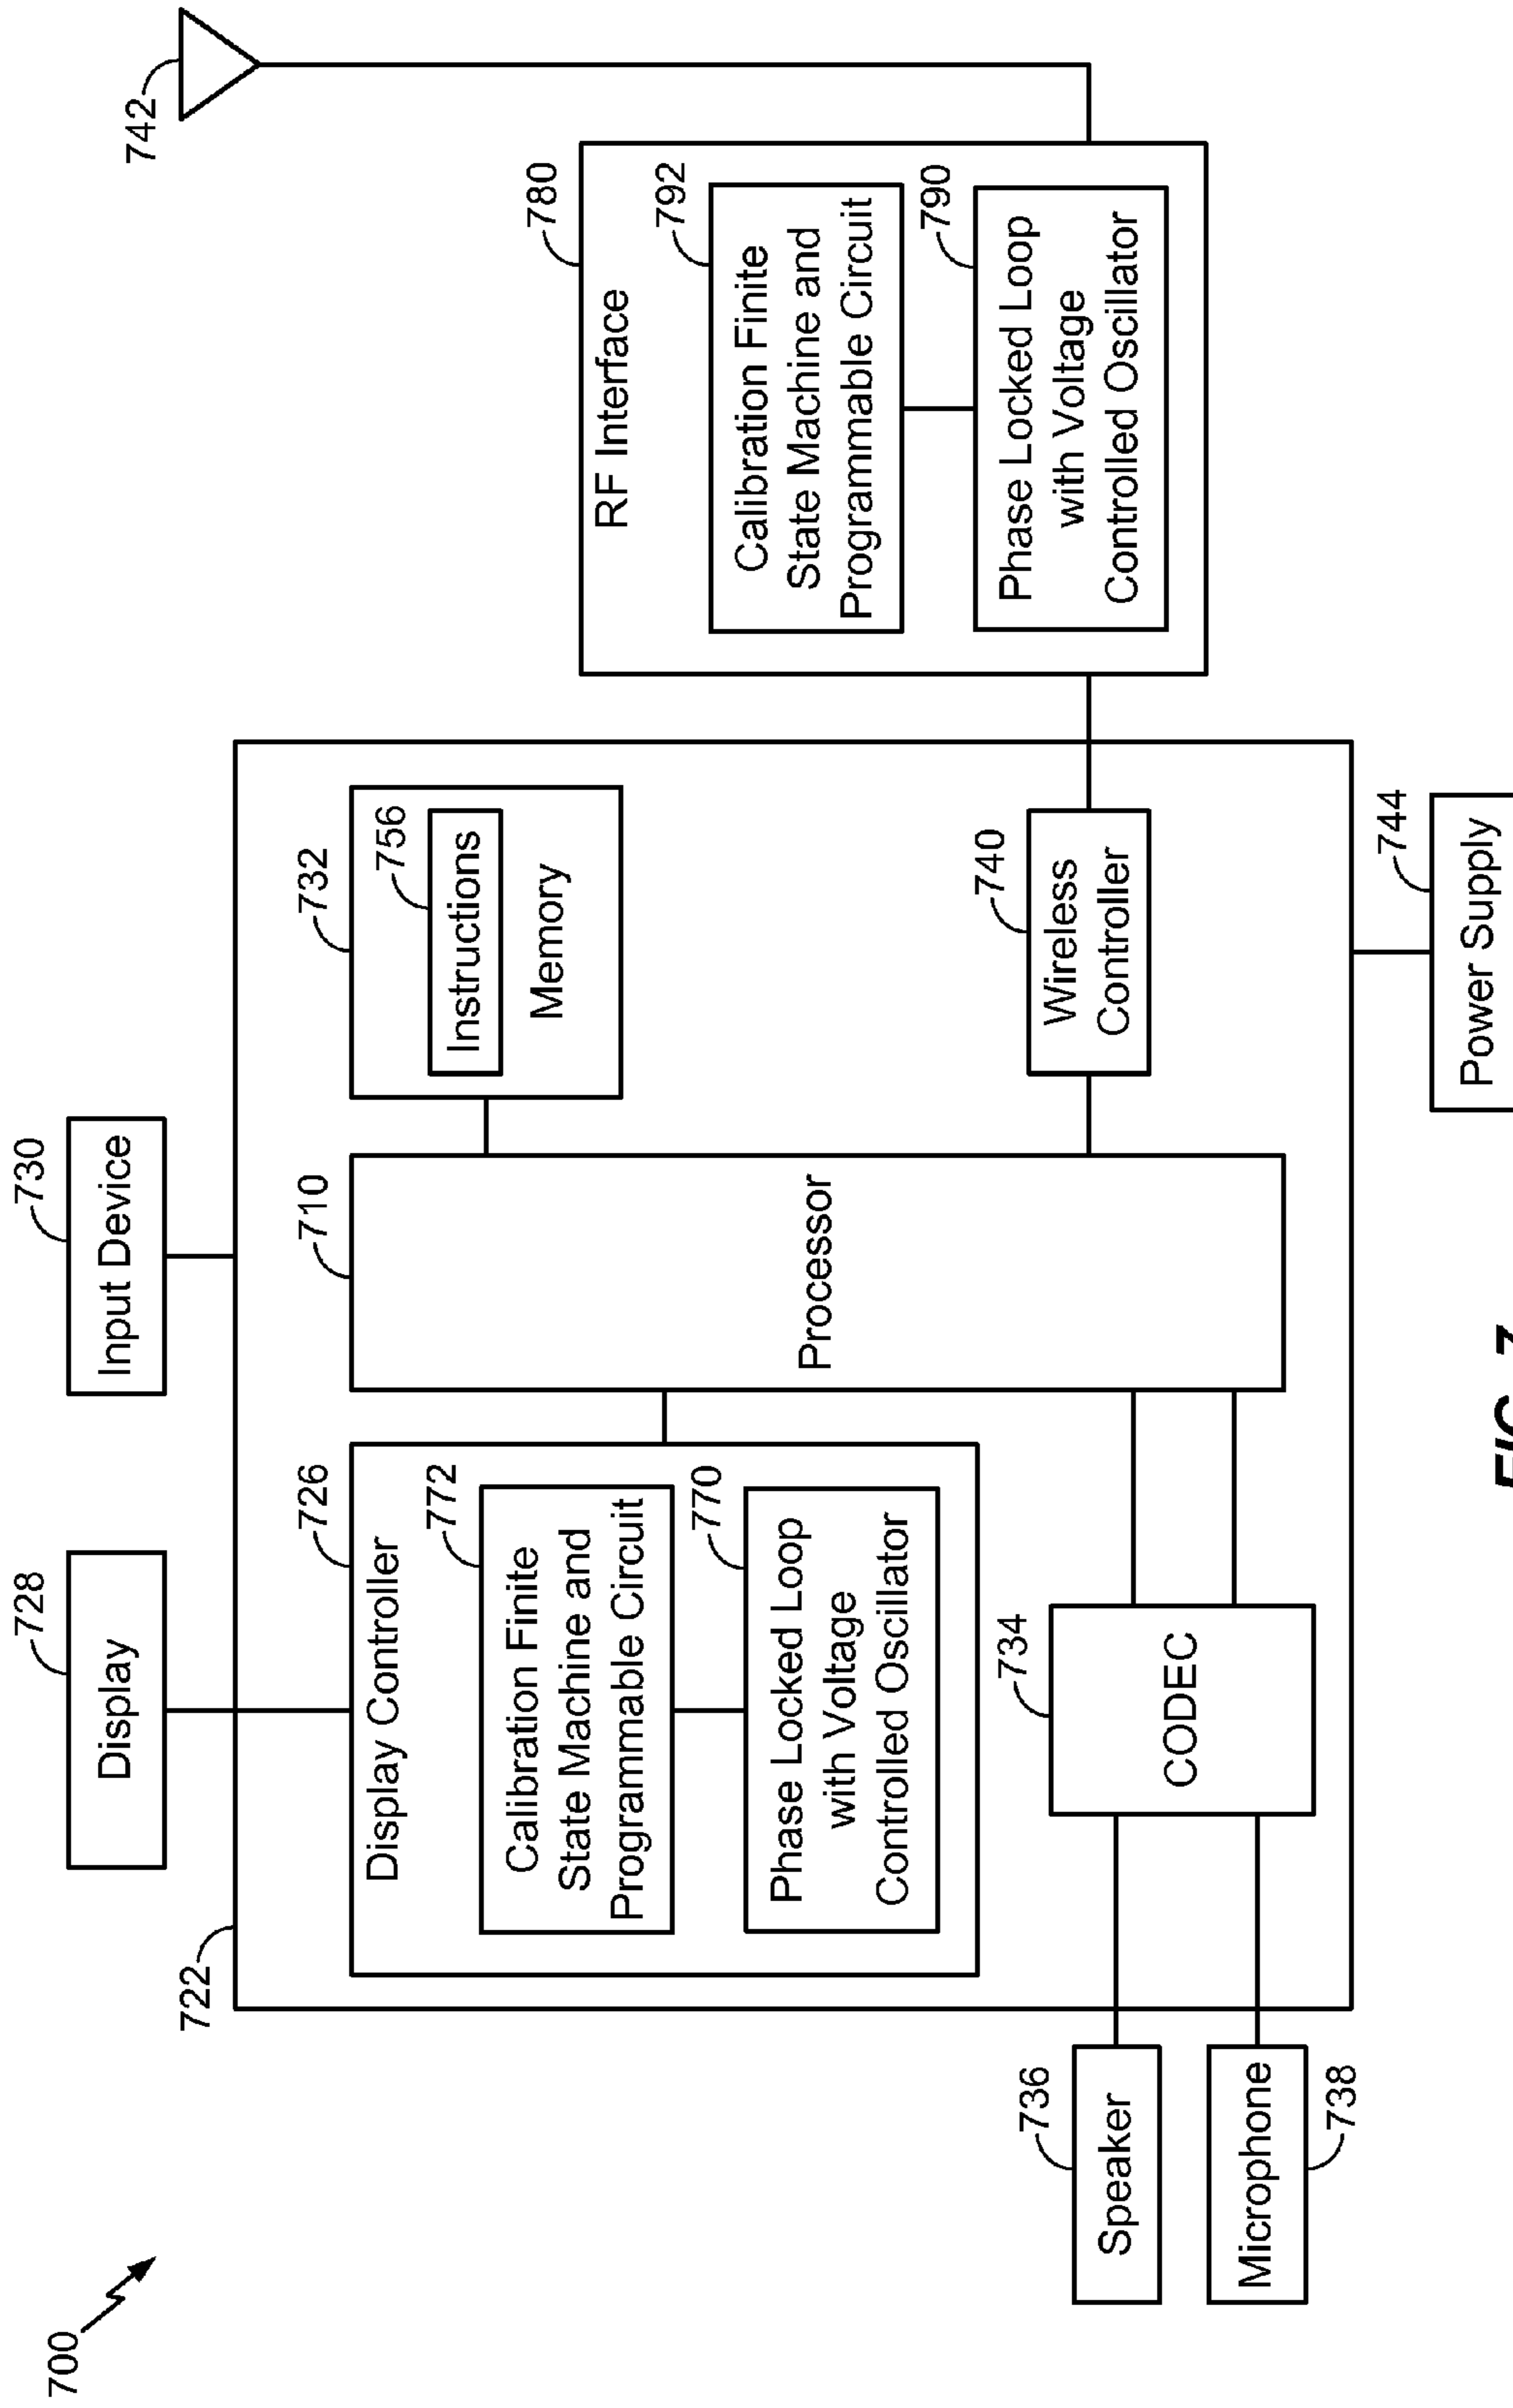 700
728
Display
730
Input Device
742
722
726
Display Controller
772
Calibration Finite
State Machine and
Programmable Circuit
770
Phase Locked Loop
with Voltage
Controlled Oscillator
710
Processor
732
756
Instructions
Memory
780
RF Interface
792
Calibration Finite
State Machine and
Programmable Circuit
790
Phase Locked Loop
with Voltage
Controlled Oscillator
740
Wireless
Controller
734
CODEC
736
Speaker
Microphone
738
744
Power Supply
FIG. 7